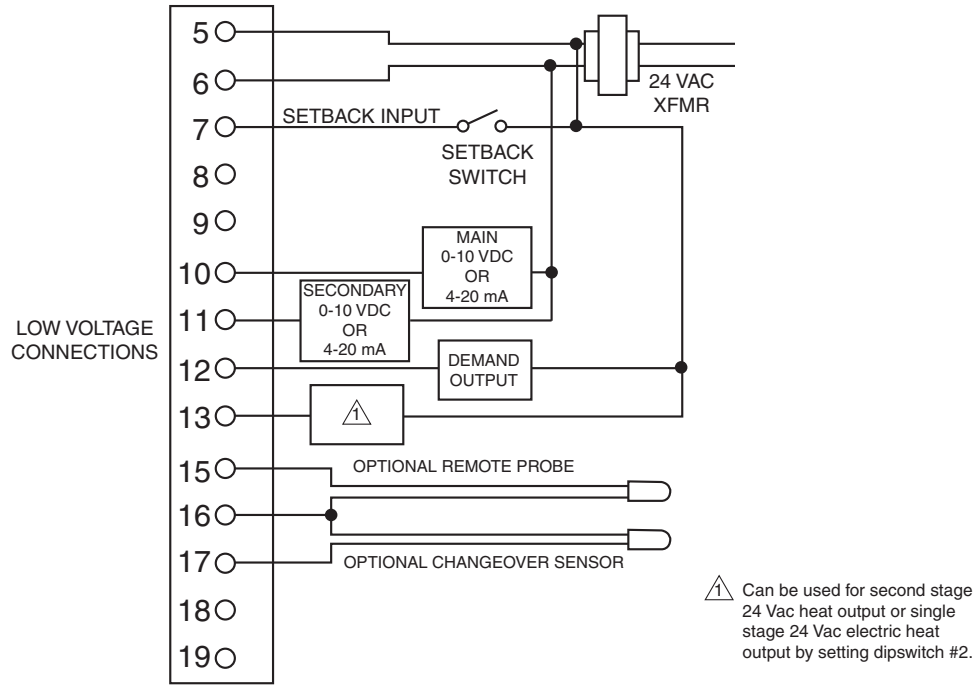 5
6
24 VAC
XFMR
7
SETBACK INPUT
SETBACK
SWITCH
8
9
10
MAIN
0-10 VDC
OR
4-20 mA
11
SECONDARY
0-10 VDC
OR
4-20 mA
LOW VOLTAGE
CONNECTIONS
12
DEMAND
OUTPUT
13
1
15
OPTIONAL REMOTE PROBE
16
17
OPTIONAL CHANGEOVER SENSOR
18
19
1 Can be used for second stage
24 Vac heat output or single
stage 24 Vac electric heat
output by setting dipswitch #2.